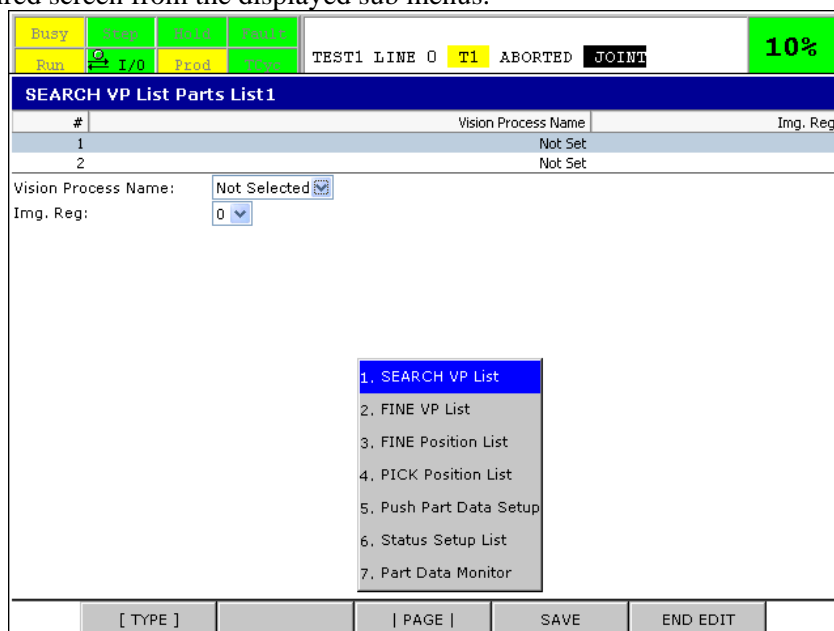 red screen from the displayed sub menus.
Busy Step Hold Fault
Run I/O Prod TCyc
TEST1 LINE 0 T1 ABORTED JOINT
10%
SEARCH VP List Parts List1
# Vision Process Name Img. Reg
1 Not Set
2 Not Set
Vision Process Name: Not Selected
Img. Reg: 0
1. SEARCH VP List
2. FINE VP List
3. FINE Position List
4. PICK Position List
5. Push Part Data Setup
6. Status Setup List
7. Part Data Monitor
[ TYPE ] | PAGE | SAVE END EDIT